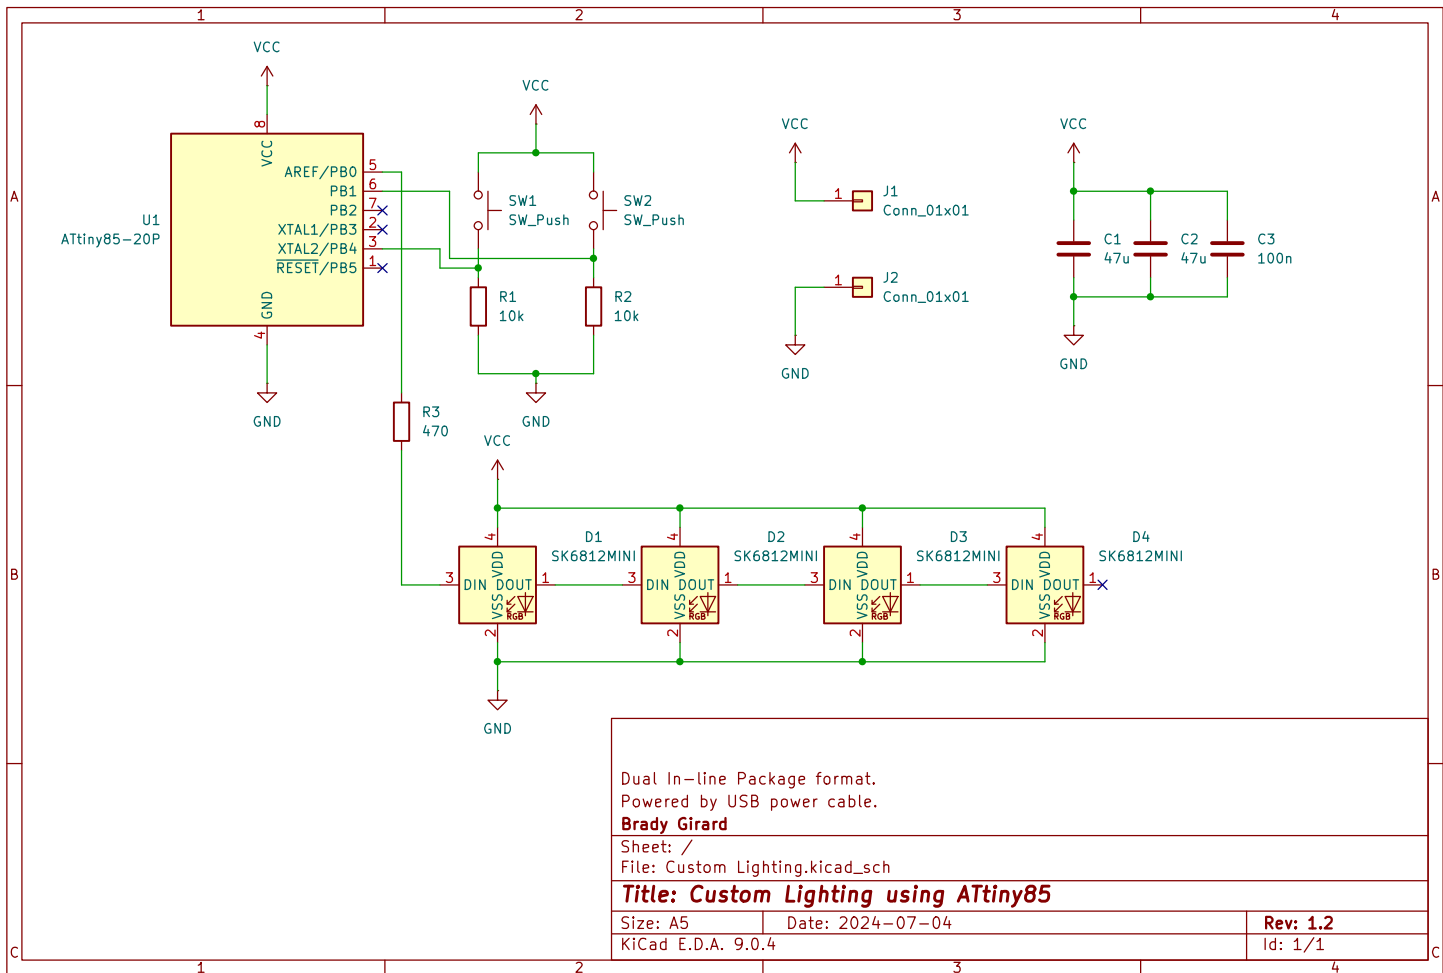 1 2 3 4
A
B
C
A
B
C
VCC
8
VCC
U1
ATtiny85-20P
AREF/PB0 5
PB1 6
PB2 7
XTAL1/PB3 2
XTAL2/PB4 3
RESET/PB5 1
GND
4
GND
VCC
SW1
SW_Push
SW2
SW_Push
R1
10k
R2
10k
GND
VCC
1
J1
Conn_01x01
1
J2
Conn_01x01
GND
VCC
C1
47u
C2
47u
C3
100n
GND
R3
470
VCC
D1
SK6812MINI
4
3 DIN DOUT 1
VDD
VSS
RGB
2
D2
SK6812MINI
4
3 DIN DOUT 1
VDD
VSS
RGB
2
D3
SK6812MINI
4
3 DIN DOUT 1
VDD
VSS
RGB
2
D4
SK6812MINI
4
3 DIN DOUT 1
VDD
VSS
RGB
2
GND
Dual In-line Package format.
Powered by USB power cable.
Brady Girard
Sheet: /
File: Custom Lighting.kicad_sch
Title: Custom Lighting using ATtiny85
Size: A5 Date: 2024-07-04 Rev: 1.2
KiCad E.D.A. 9.0.4 Id: 1/1
1 2 3 4